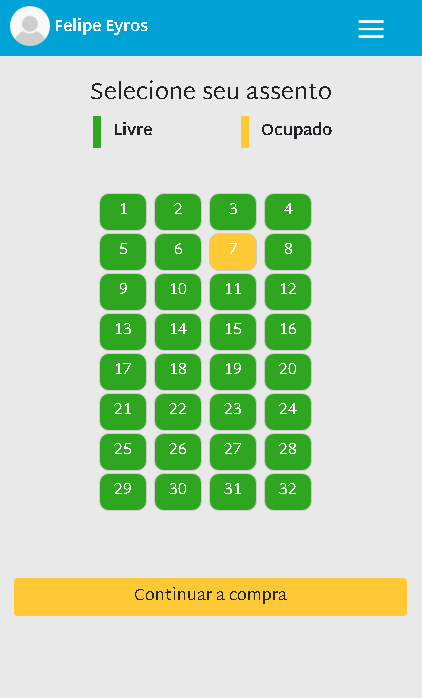 Felipe Eyros
Selecione seu assento
Livre Ocupado
1 2 3 4
5 6 7 8
9 10 11 12
13 14 15 16
17 18 19 20
21 22 23 24
25 26 27 28
29 30 31 32
Continuar a compra